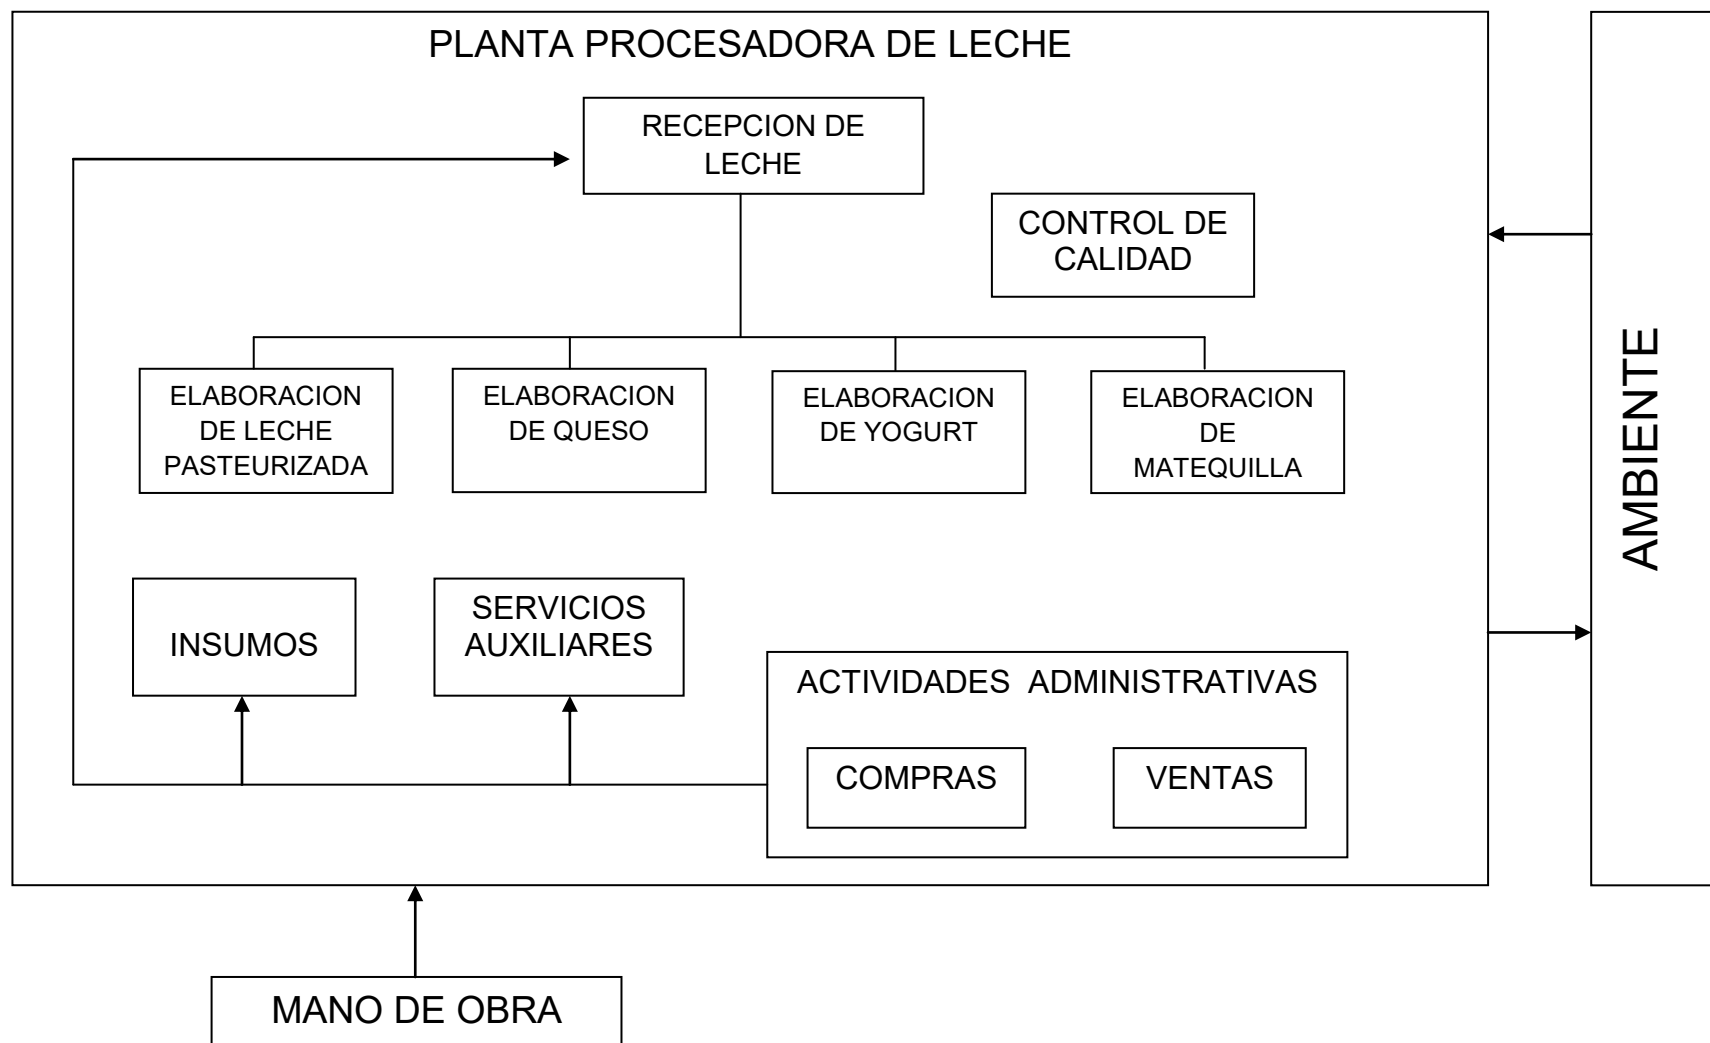 PLANTA PROCESADORA DE LECHE
RECEPCION DE
LECHE
CONTROL DE
CALIDAD
ELABORACION
DE LECHE
PASTEURIZADA
ELABORACION
DE QUESO
ELABORACION
DE YOGURT
ELABORACION
DE
MATEQUILLA
INSUMOS
SERVICIOS
AUXILIARES
ACTIVIDADES ADMINISTRATIVAS
COMPRAS
VENTAS
AMBIENTE
MANO DE OBRA